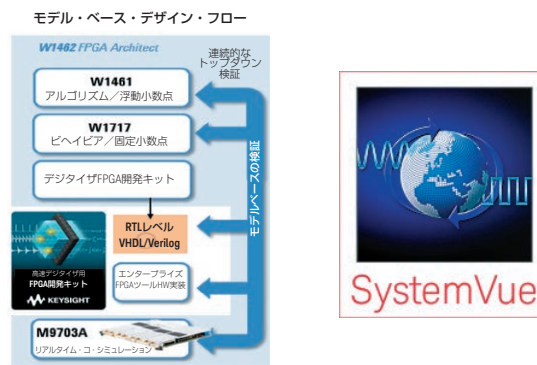 モデル・ベース・デザイン・フロー
W1462 FPGA Architect
連続的な
トップダウン
検証
W1461
アルゴリズム／浮動小数点
W1717
ビヘイビア／固定小数点
デジタイザFPGA開発キット
モデルベースの検証
RTLレベル
VHDL/Verilog
高速デジタイザ用
FPGA開発キット
KEYSIGHT
エンタープライズ
FPGAツールHW実装
M9703A
リアルタイム・コ・シミュレーション
SystemVue